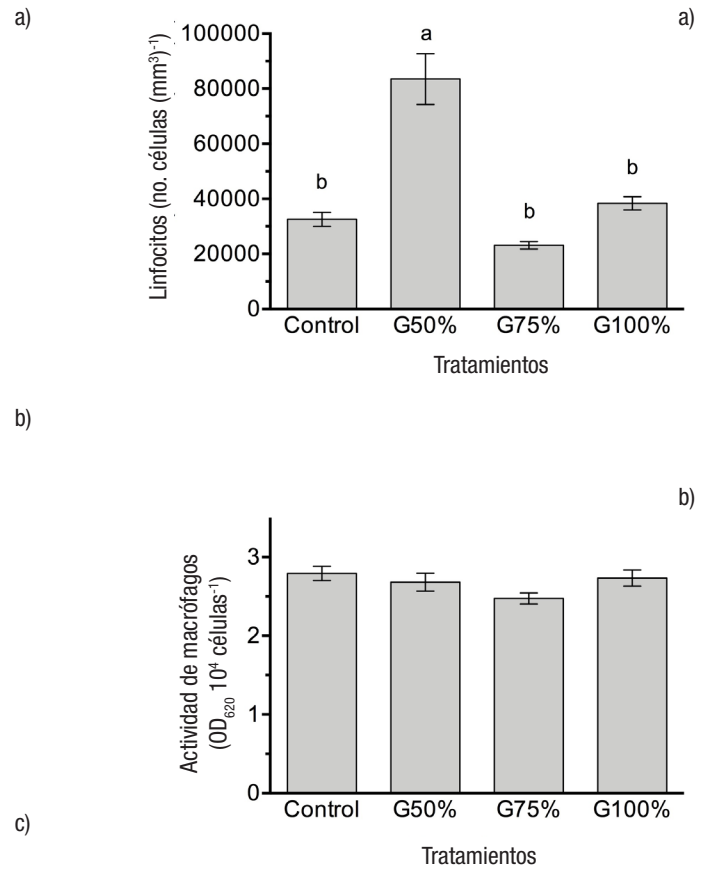 a)
a)
Linfocitos (no. células (mm³)⁻¹)
100000
80000
60000
40000
20000
0
b
a
b
b
Control G50% G75% G100%
Tratamientos
b)
b)
Actividad de macrófagos
(OD₆₂₀ 10⁴ células⁻¹)
3
2
1
0
Control G50% G75% G100%
c)
Tratamientos